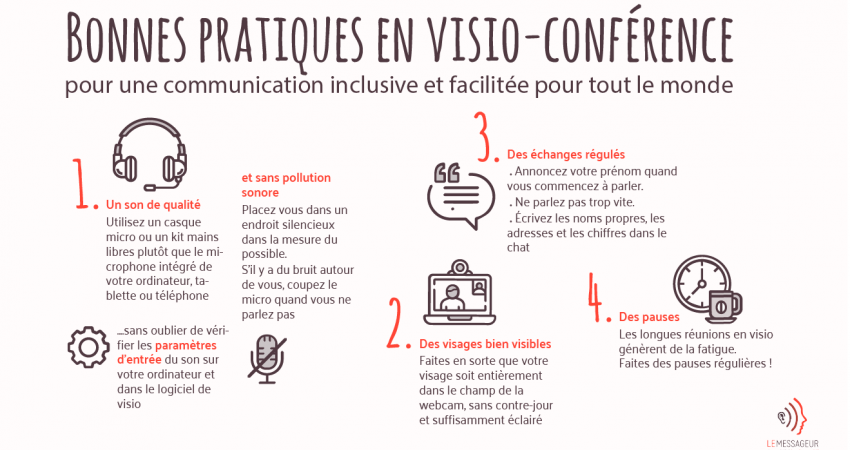 BONNES PRATIQUES EN VISIO-CONFÉRENCE
pour une communication inclusive et facilitée pour tout le monde
1.
Un son de qualité
Utilisez un casque
micro ou un kit mains
libres plutôt que le mi-
crophone intégré de
votre ordinateur, ta-
blette ou téléphone
...sans oublier de véri-
fier les paramètres
d'entrée du son sur
votre ordinateur et
dans le logiciel de
visio
et sans pollution
sonore
Placez vous dans un
endroit silencieux
dans la mesure du
possible.
S'il y a du bruit autour
de vous, coupez le
micro quand vous ne
parlez pas
2.
Des visages bien visibles
Faites en sorte que votre
visage soit entièrement
dans le champ de la
webcam, sans contre-jour
et suffisamment éclairé
3.
Des échanges régulés
. Annoncez votre prénom quand
vous commencez à parler.
. Ne parlez pas trop vite.
. Écrivez les noms propres, les
adresses et les chiffres dans le
chat
4.
Des pauses
Les longues réunions en visio
génèrent de la fatigue.
Faites des pauses régulières !
LEMESSAGEUR